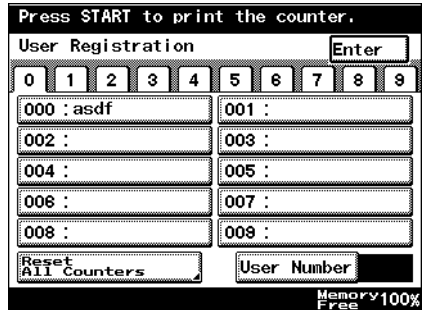 Press START to print the counter.
User Registration Enter
0 1 2 3 4 5 6 7 8 9
000 : asdf 001 :
002 : 003 :
004 : 005 :
006 : 007 :
008 : 009 :
Reset
All Counters User Number
Memory
Free 100%